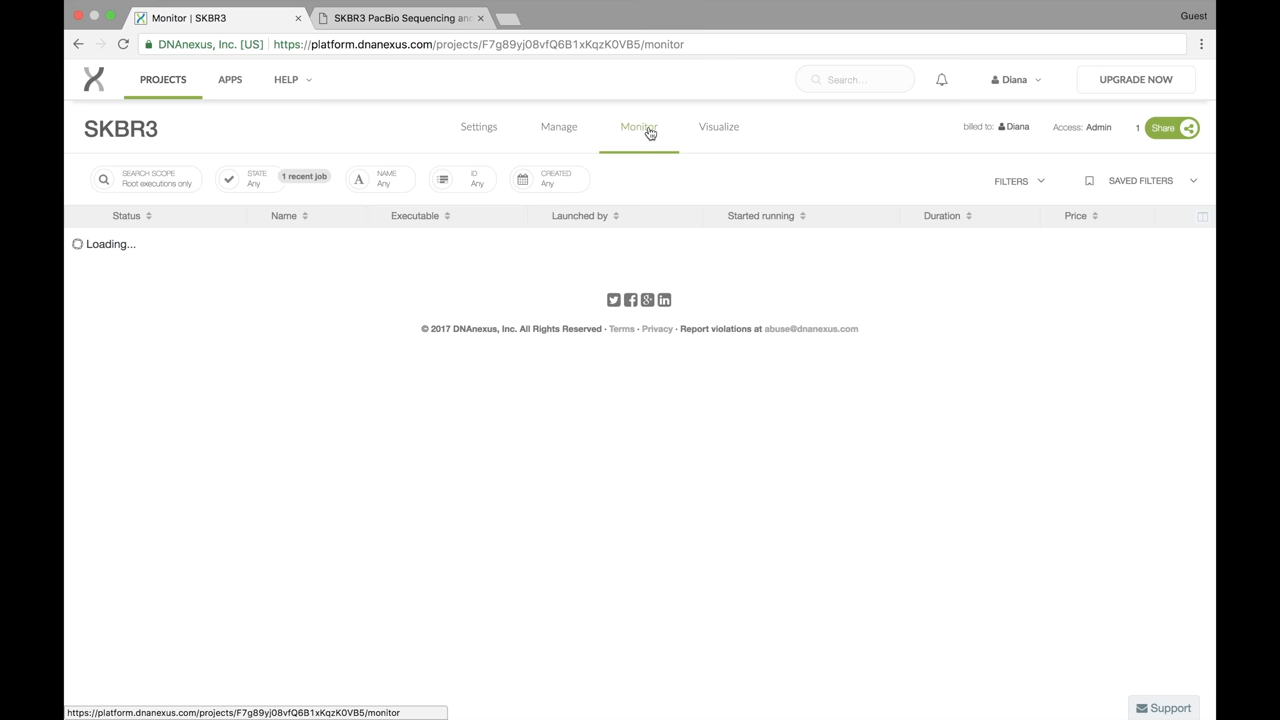 Monitor | SKBR3
SKBR3 PacBio Sequencing an
Guest
DNAnexus, Inc. [US]
https://platform.dnanexus.com/projects/F7g89yj08vfQ6B1xKqzK0VB5/monitor
PROJECTS
APPS
HELP
Search...
Diana
UPGRADE NOW
SKBR3
Settings
Manage
Monitor
Visualize
billed to: Diana
Access: Admin
1
Share
SEARCH SCOPE
Root executions only
STATE
Any
1 recent job
NAME
Any
ID
Any
CREATED
Any
FILTERS
SAVED FILTERS
Status
Name
Executable
Launched by
Started running
Duration
Price
Loading...
© 2017 DNAnexus, Inc. All Rights Reserved · Terms · Privacy · Report violations at abuse@dnanexus.com
https://platform.dnanexus.com/projects/F7g89yj08vfQ6B1xKqzK0VB5/monitor
Support